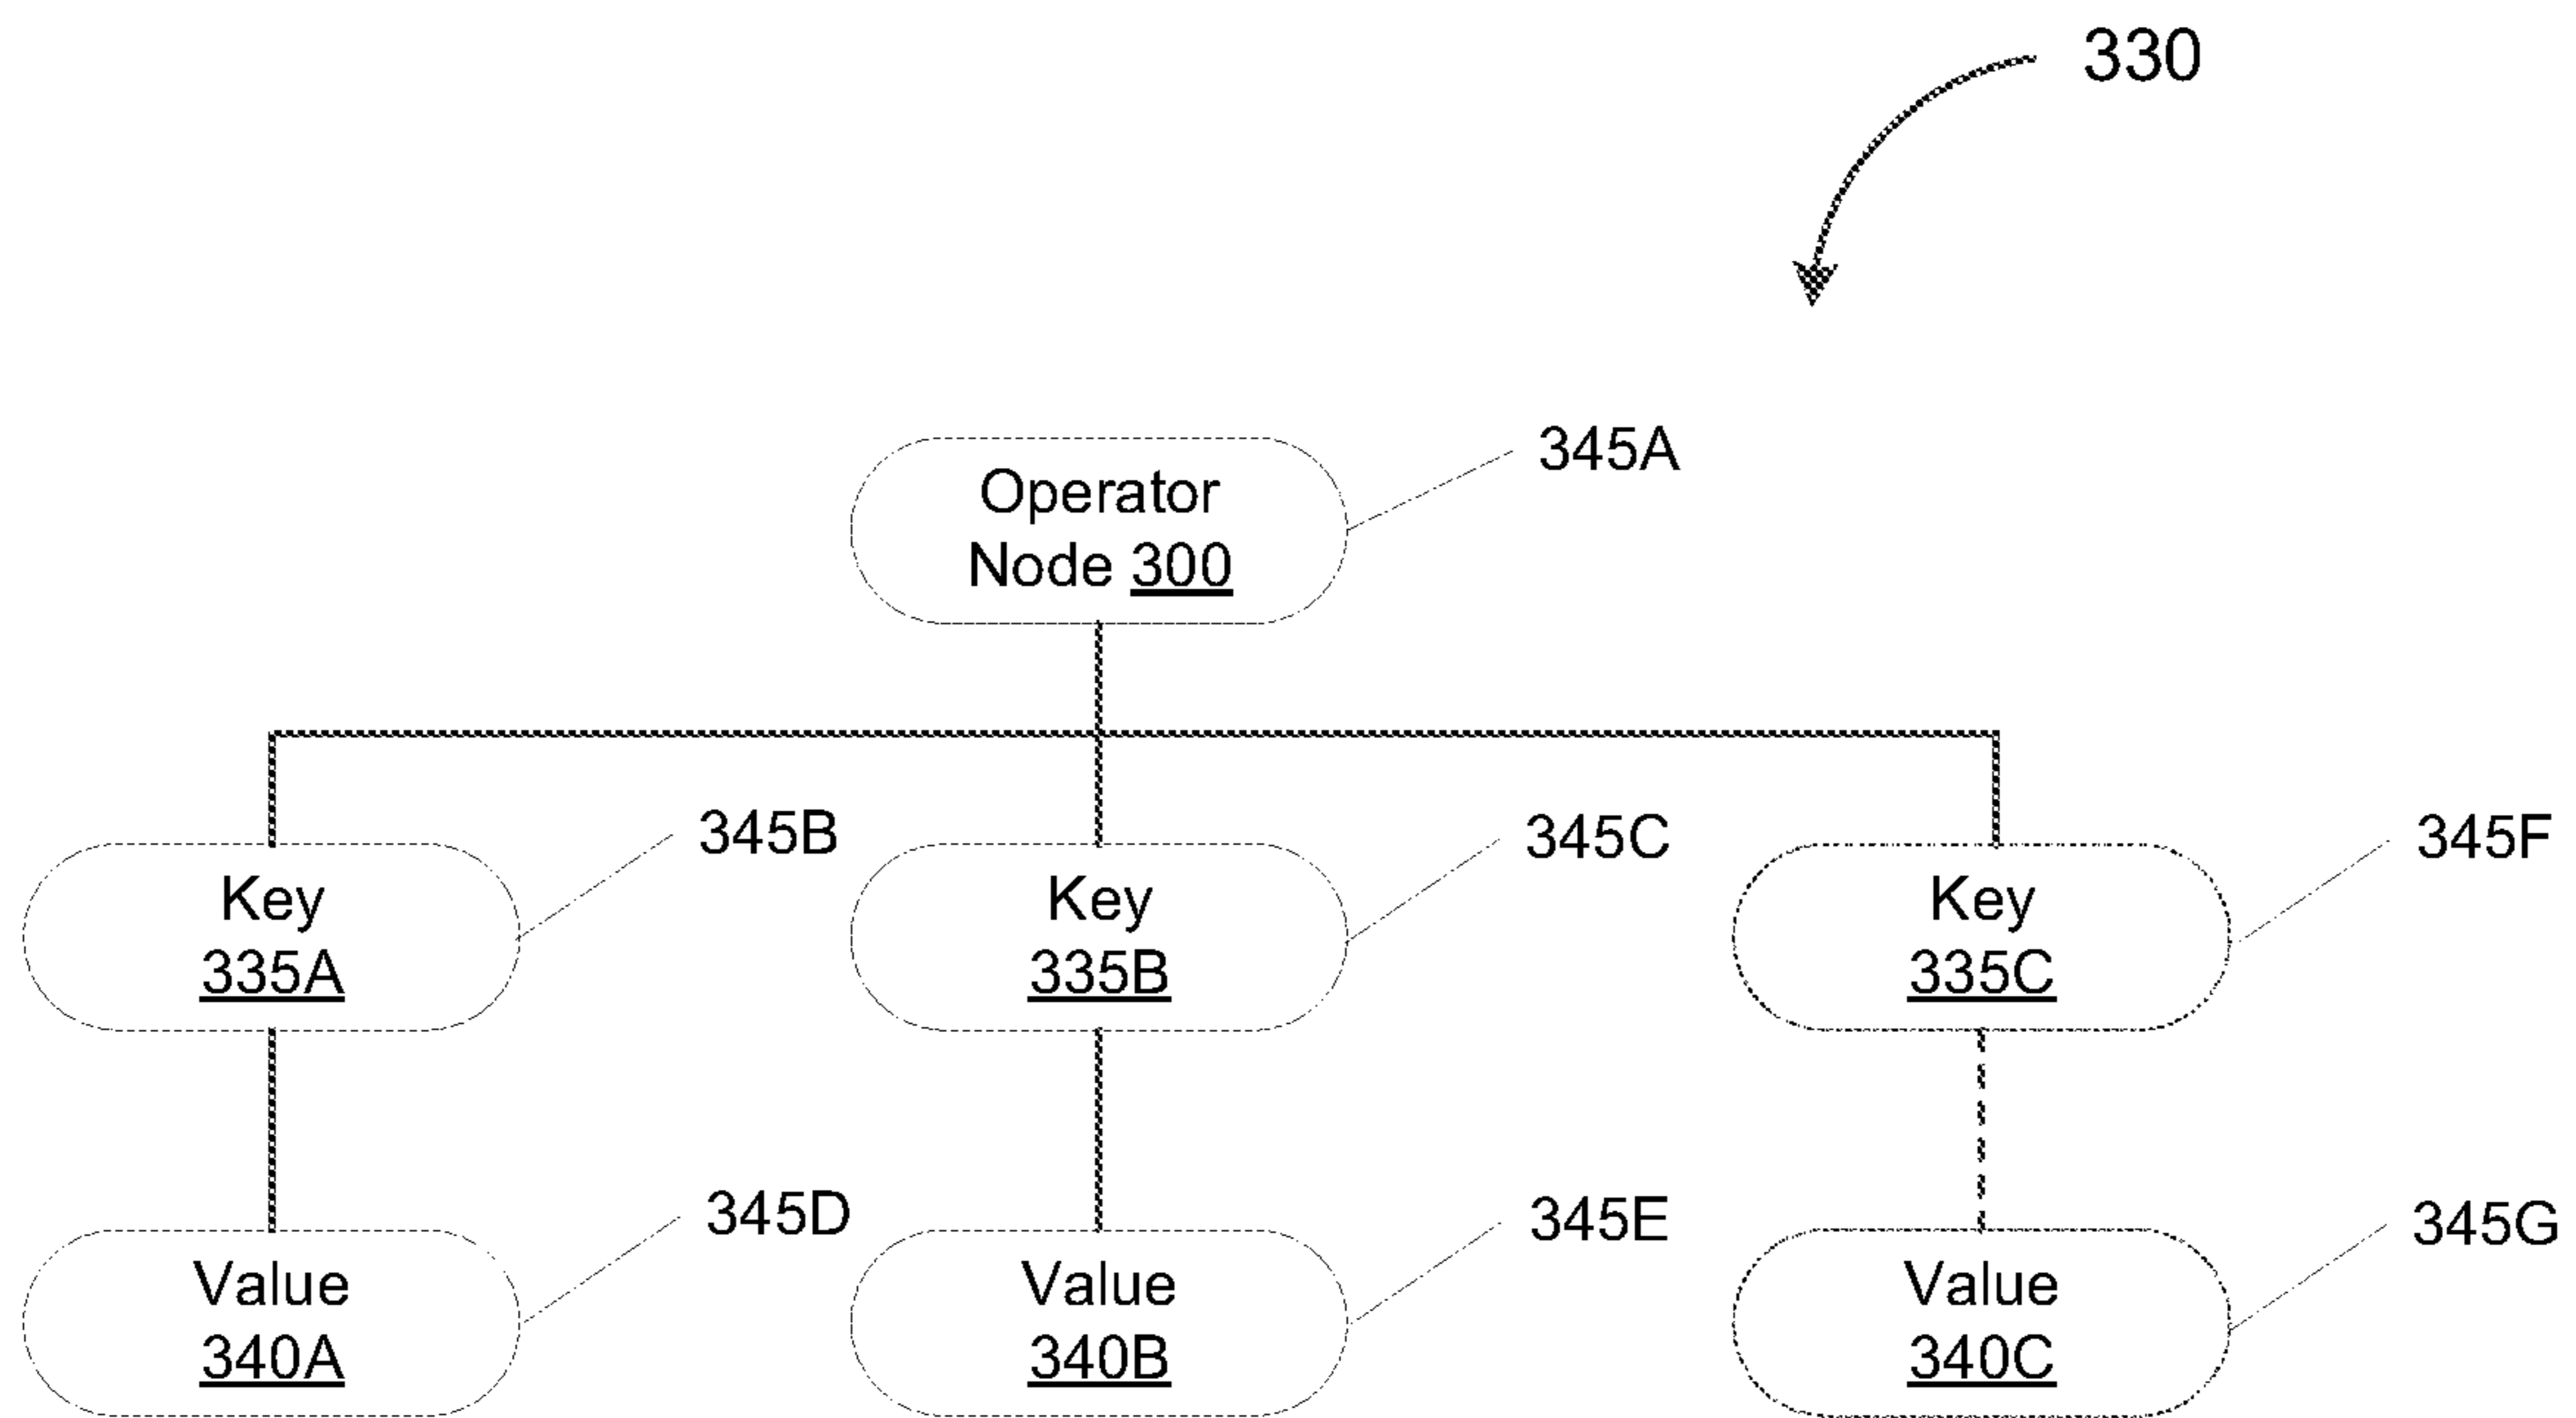 330
345A
Operator
Node 300
345B
345C
345F
Key
335A
Key
335B
Key
335C
345D
345E
345G
Value
340A
Value
340B
Value
340C